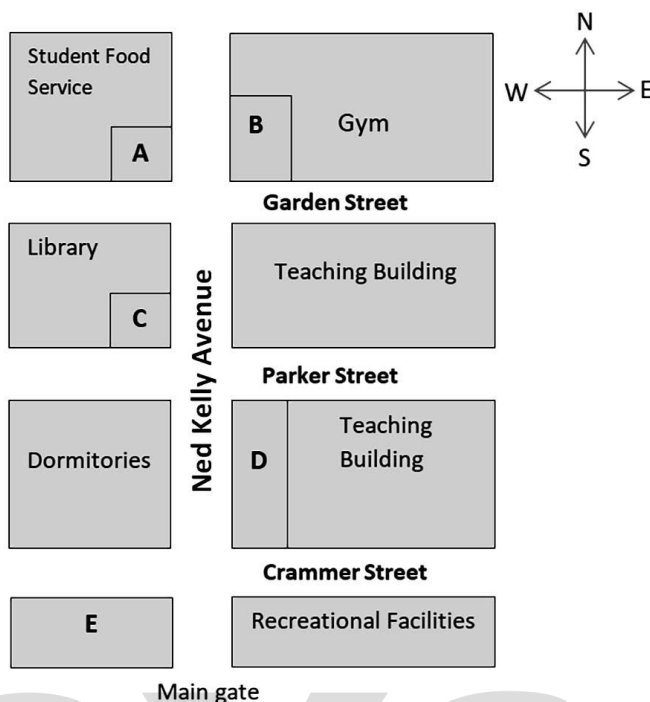 N
Student Food
Service
A
B
Gym
W
E
S
Garden Street
Library
Teaching Building
C
Ned Kelly Avenue
Parker Street
Dormitories
D
Teaching
Building
Crammer Street
E
Recreational Facilities
Main gate